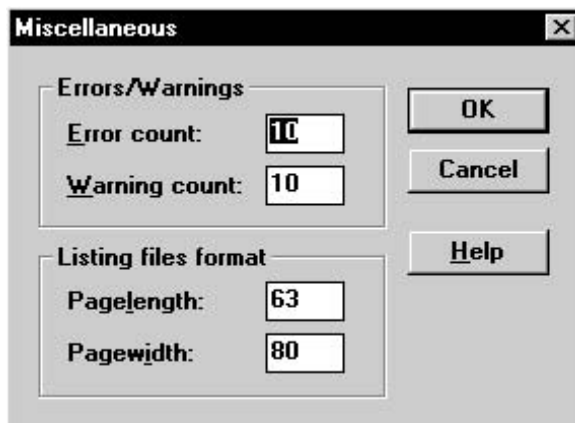 Miscellaneous
Errors/Warnings
Error count: 10
Warning count: 10
OK
Cancel
Help
Listing files format
Pagelength: 63
Pagewidth: 80